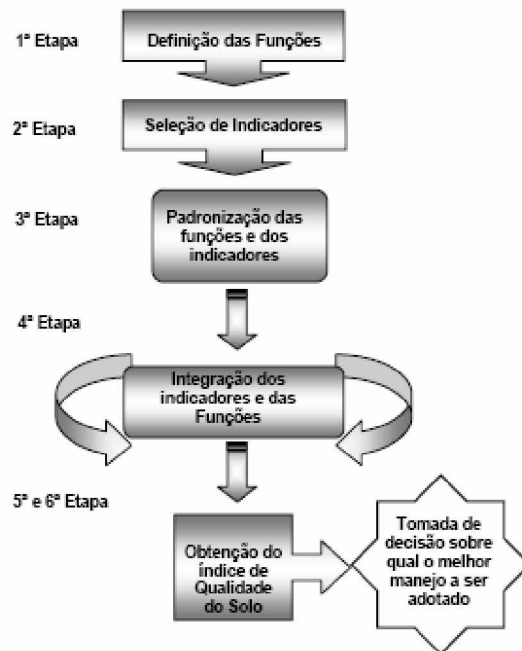 1ª Etapa
Definição das Funções
2ª Etapa
Seleção de Indicadores
3ª Etapa
Padronização das
funções e dos
indicadores
4ª Etapa
Integração dos
indicadores e das
Funções
5ª e 6ª Etapa
Obtenção do
índice de
Qualidade
do Solo
Tomada de
decisão sobre
qual o melhor
manejo a ser
adotado